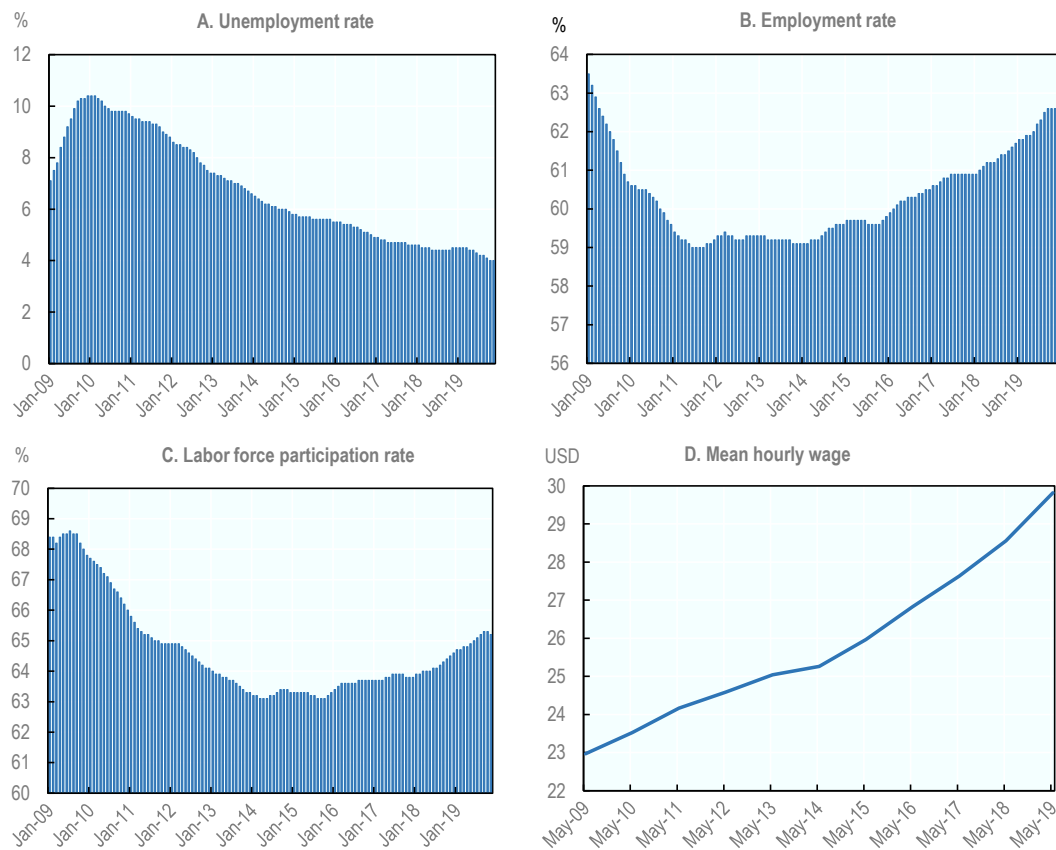 %
A. Unemployment rate
12
10
8
6
4
2
0
Jan-09
Jan-10
Jan-11
Jan-12
Jan-13
Jan-14
Jan-15
Jan-16
Jan-17
Jan-18
Jan-19
%
B. Employment rate
64
63
62
61
60
59
58
57
56
Jan-09
Jan-10
Jan-11
Jan-12
Jan-13
Jan-14
Jan-15
Jan-16
Jan-17
Jan-18
Jan-19
%
C. Labor force participation rate
70
69
68
67
66
65
64
63
62
61
60
Jan-09
Jan-10
Jan-11
Jan-12
Jan-13
Jan-14
Jan-15
Jan-16
Jan-17
Jan-18
Jan-19
USD
D. Mean hourly wage
30
29
28
27
26
25
24
23
22
May-09
May-10
May-11
May-12
May-13
May-14
May-15
May-16
May-17
May-18
May-19